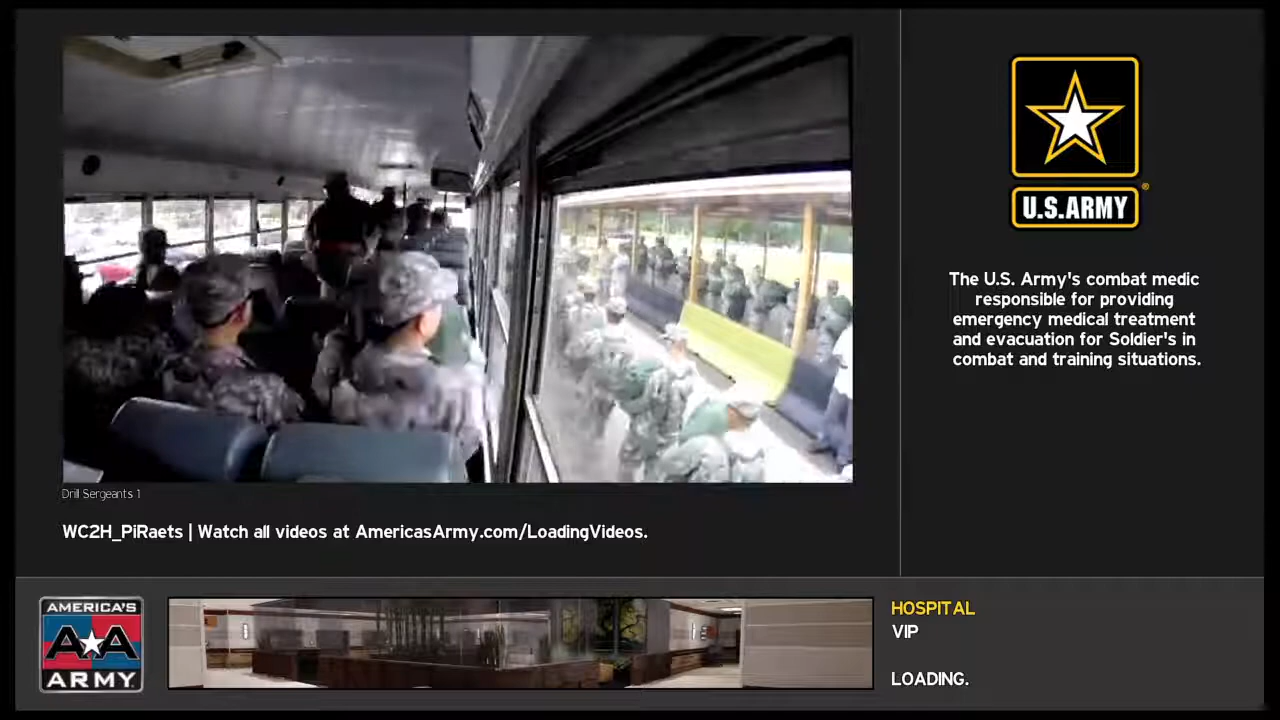 U.S.ARMY
The U.S. Army's combat medic
responsible for providing
emergency medical treatment
and evacuation for Soldier's in
combat and training situations.
Drill Sergeants 1
WC2H_PiRaets | Watch all videos at AmericasArmy.com/LoadingVideos.
AMERICA'S
AA
ARMY
HOSPITAL
VIP
LOADING.